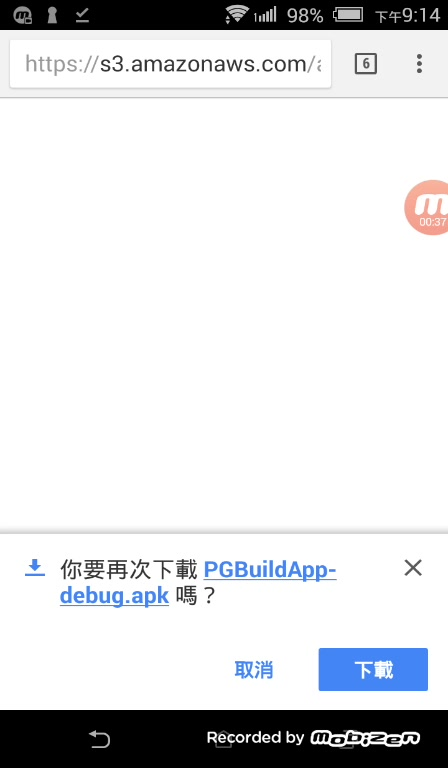 98% 下午9:14
https://s3.amazonaws.com/a
6
00:37
你要再次下載 PGBuildApp-
debug.apk 嗎？
取消 下載
Recorded by mobizen